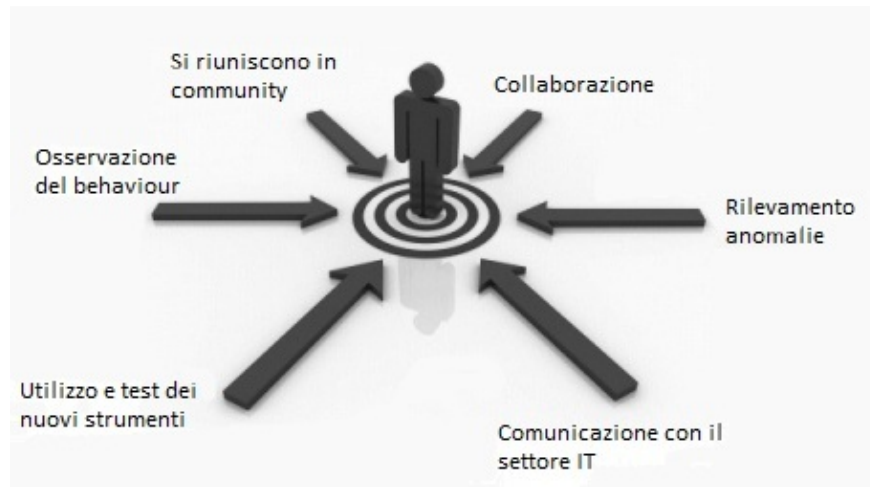 Si riuniscono in
community
Collaborazione
Osservazione
del behaviour
Rilevamento
anomalie
Utilizzo e test dei
nuovi strumenti
Comunicazione con il
settore IT